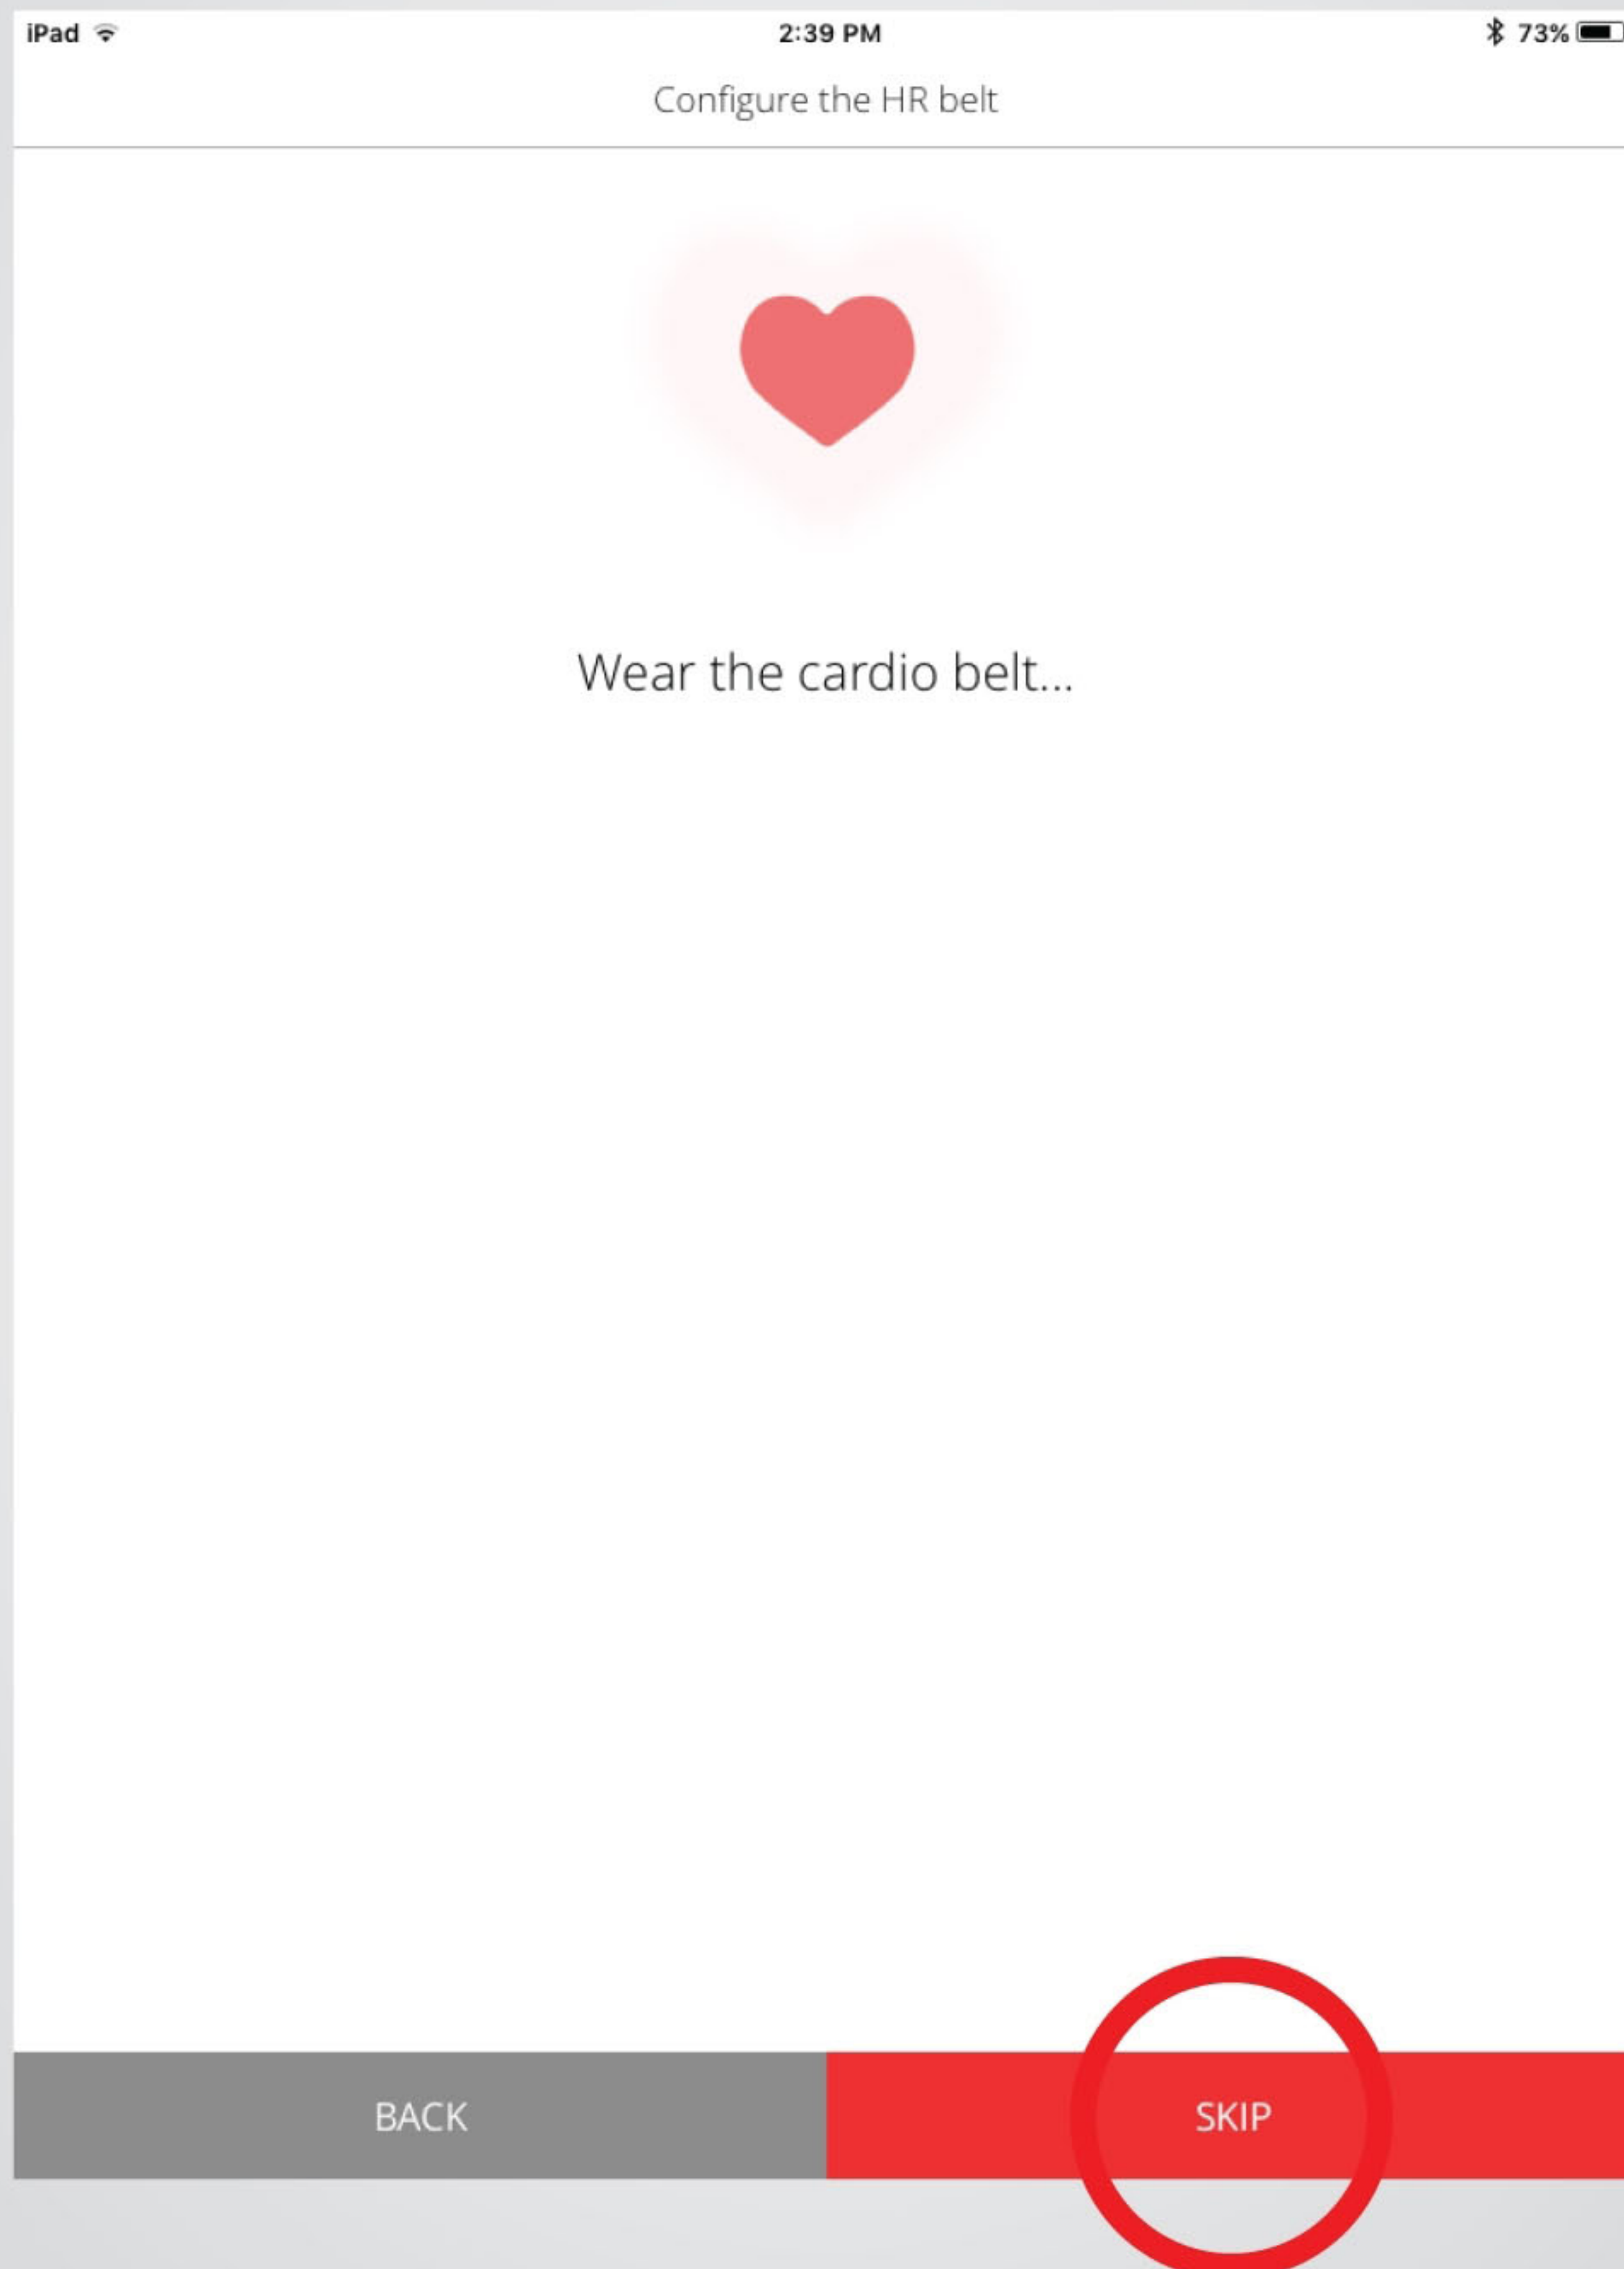 iPad 2:39 PM 73%
Configure the HR belt
Wear the cardio belt...
BACK SKIP